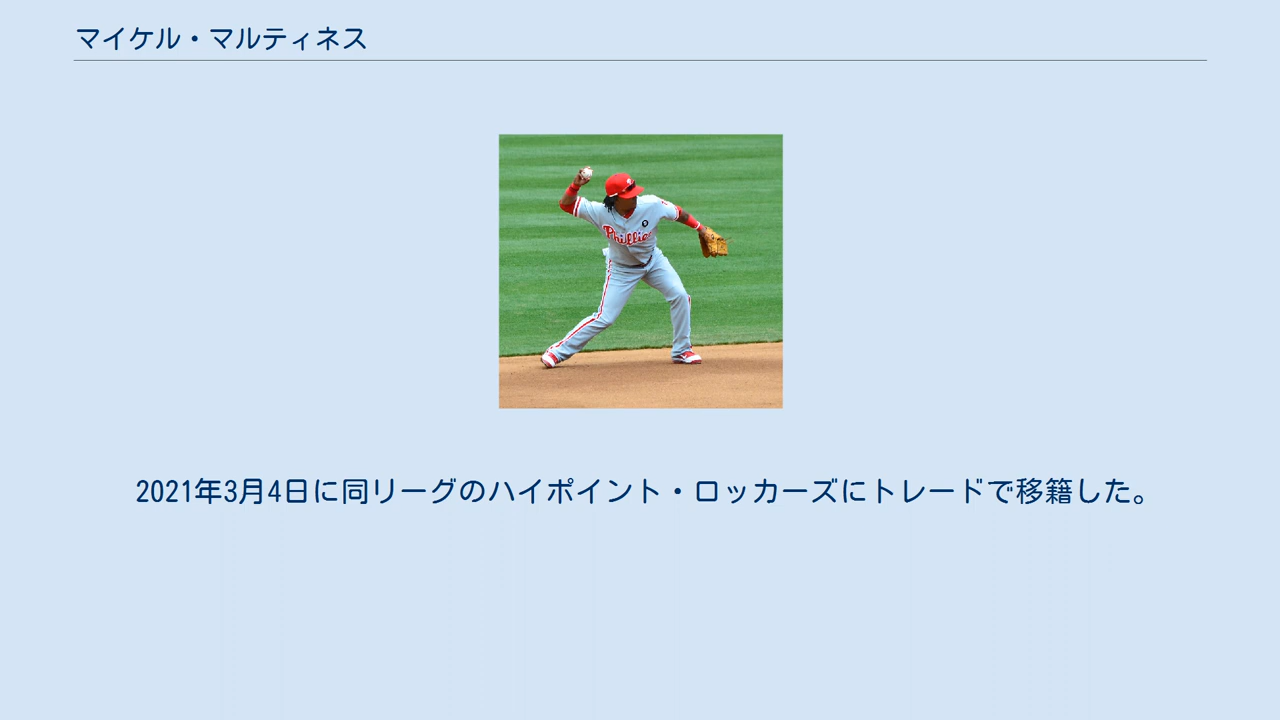 マイケル・マルティネス
Phillies
2021年3月4日に同リーグのハイポイント・ロッカーズにトレードで移籍した。